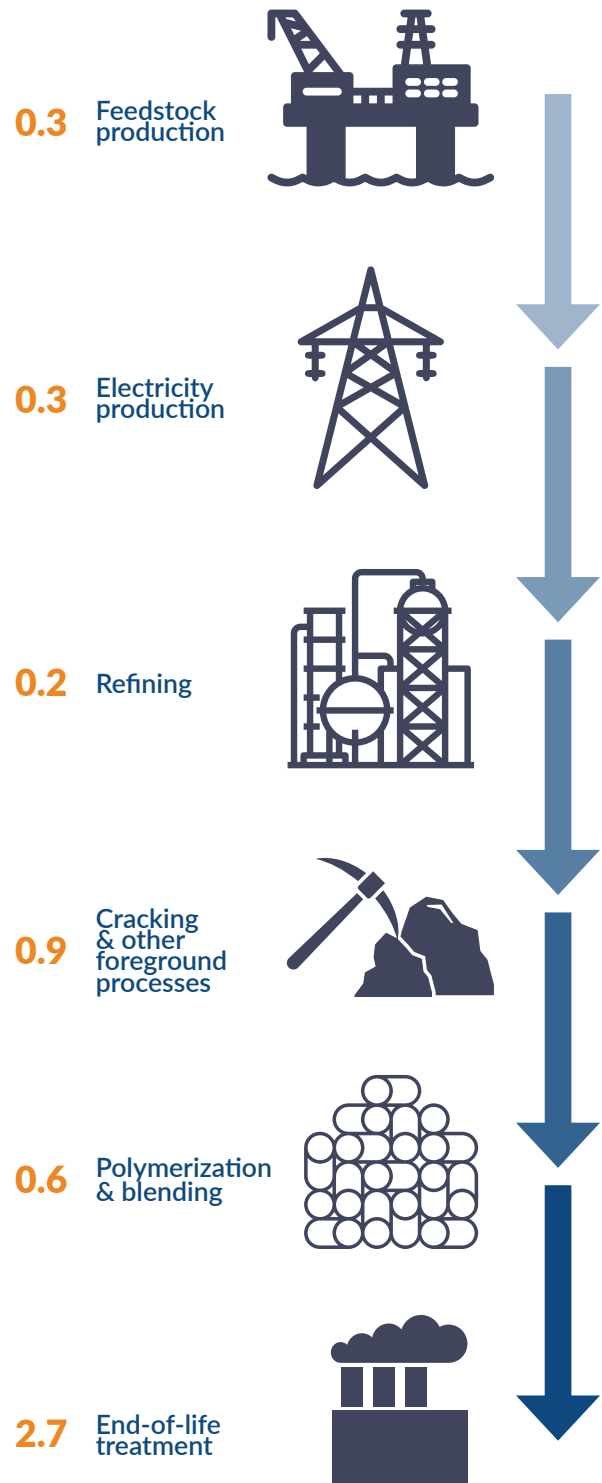 0.3
Feedstock
production
0.3
Electricity
production
0.2
Refining
0.9
Cracking
& other
foreground
processes
0.6
Polymerization
& blending
2.7
End-of-life
treatment